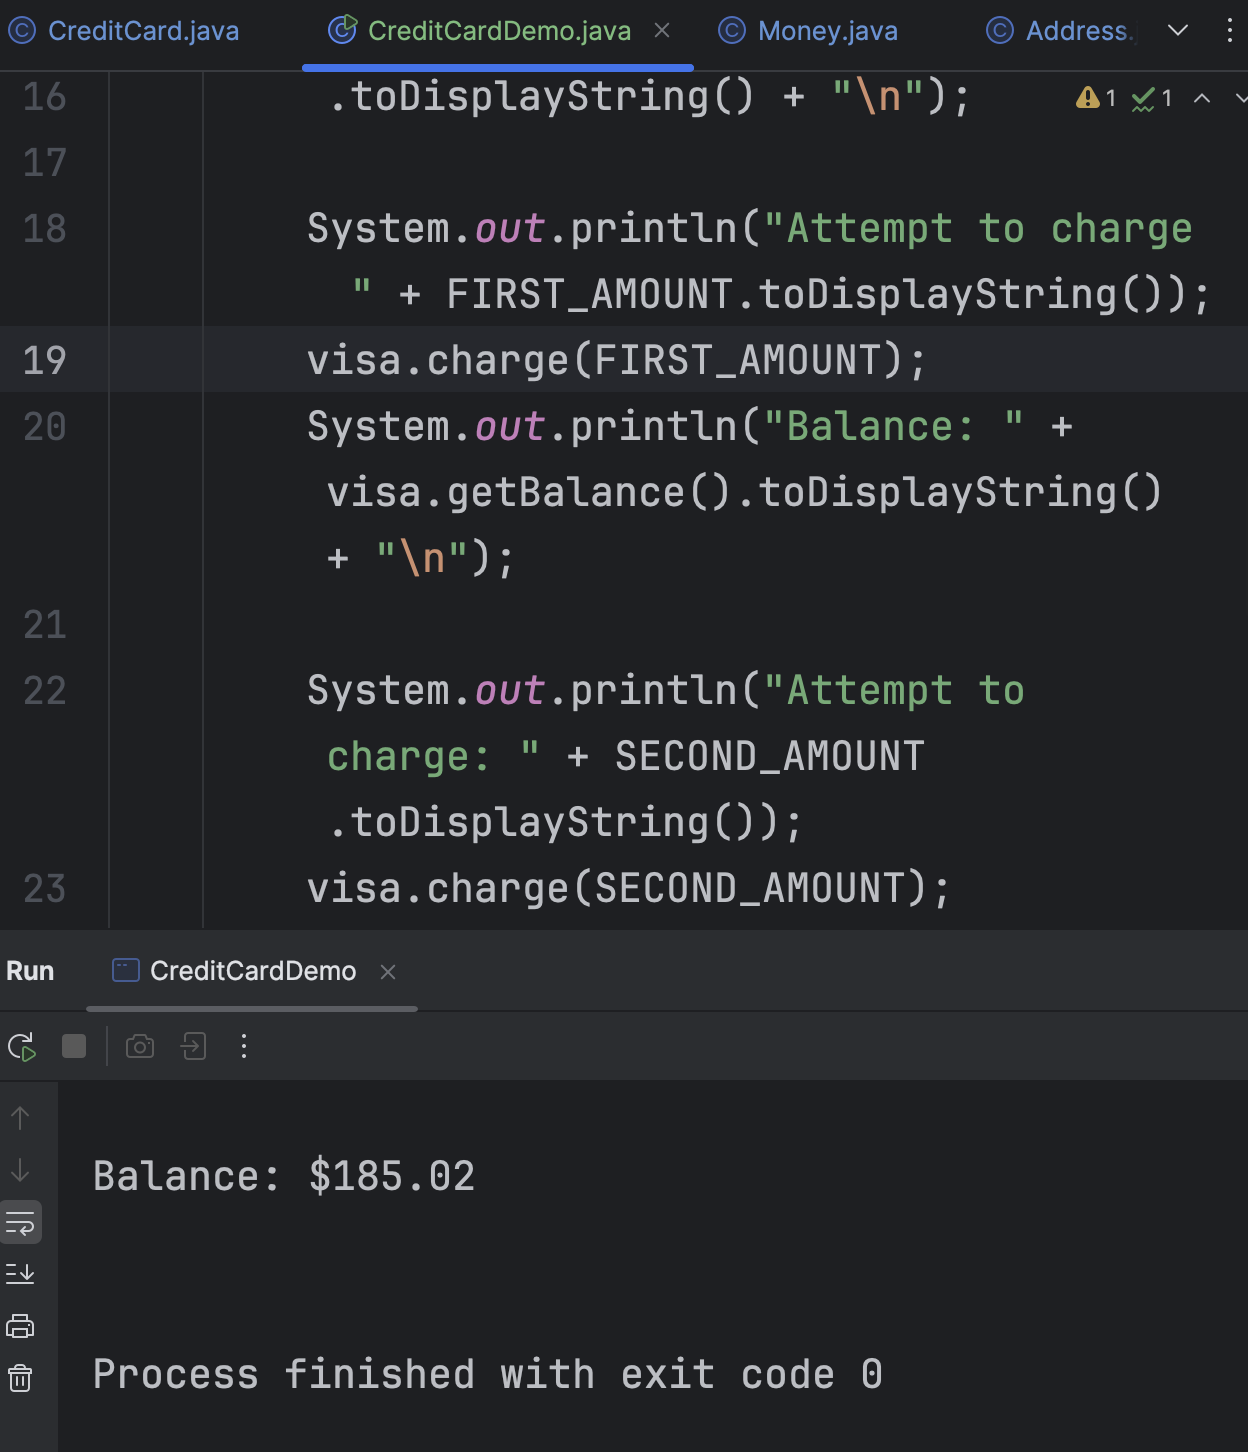 CreditCard.java CreditCardDemo.java Money.java Address.
16 .toDisplayString() + "\n"); 1 1
17
18 System.out.println("Attempt to charge
" + FIRST_AMOUNT.toDisplayString());
19 visa.charge(FIRST_AMOUNT);
20 System.out.println("Balance: " +
visa.getBalance().toDisplayString()
+ "\n");
21
22 System.out.println("Attempt to
charge: " + SECOND_AMOUNT
.toDisplayString());
23 visa.charge(SECOND_AMOUNT);
Run CreditCardDemo
Balance: $185.02
Process finished with exit code 0